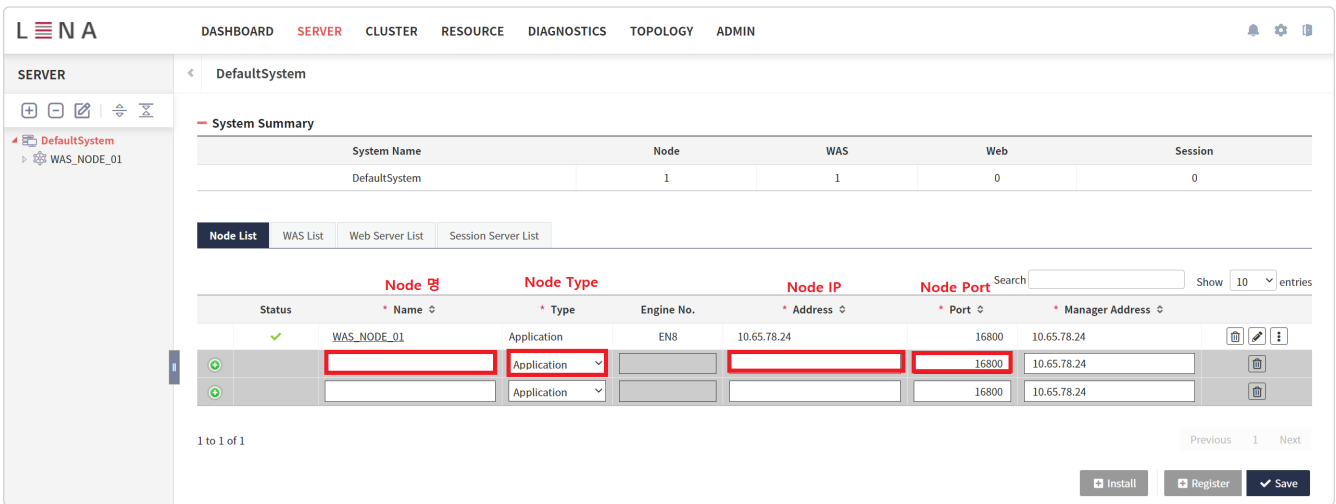 LENA
DASHBOARD SERVER CLUSTER RESOURCE DIAGNOSTICS TOPOLOGY ADMIN
SERVER
DefaultSystem
DefaultSystem
WAS_NODE_01
System Summary
System Name Node WAS Web Session
DefaultSystem 1 1 0 0
Node List WAS List Web Server List Session Server List
Node 명 Node Type Node IP Node Port Search Show 10 entries
Status * Name * Type Engine No. * Address * Port * Manager Address
WAS_NODE_01 Application EN8 10.65.78.24 16800 10.65.78.24
Application 16800 10.65.78.24
Application 16800 10.65.78.24
1 to 1 of 1
Previous 1 Next
Install Register Save